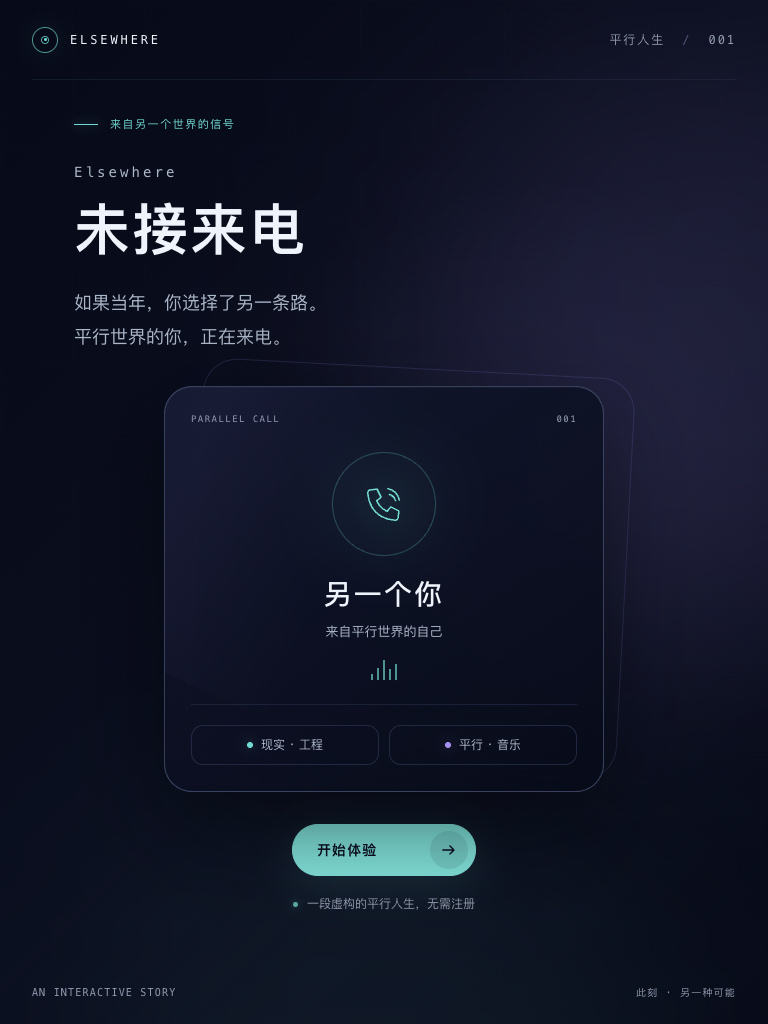 ELSEWHERE
平行人生 / 001
来自另一个世界的信号
Elsewhere
未接来电
如果当年，你选择了另一条路。
平行世界的你，正在来电。
PARALLEL CALL
001
另一个你
来自平行世界的自己
现实 · 工程
平行 · 音乐
开始体验
一段虚构的平行人生，无需注册
AN INTERACTIVE STORY
此刻 · 另一种可能